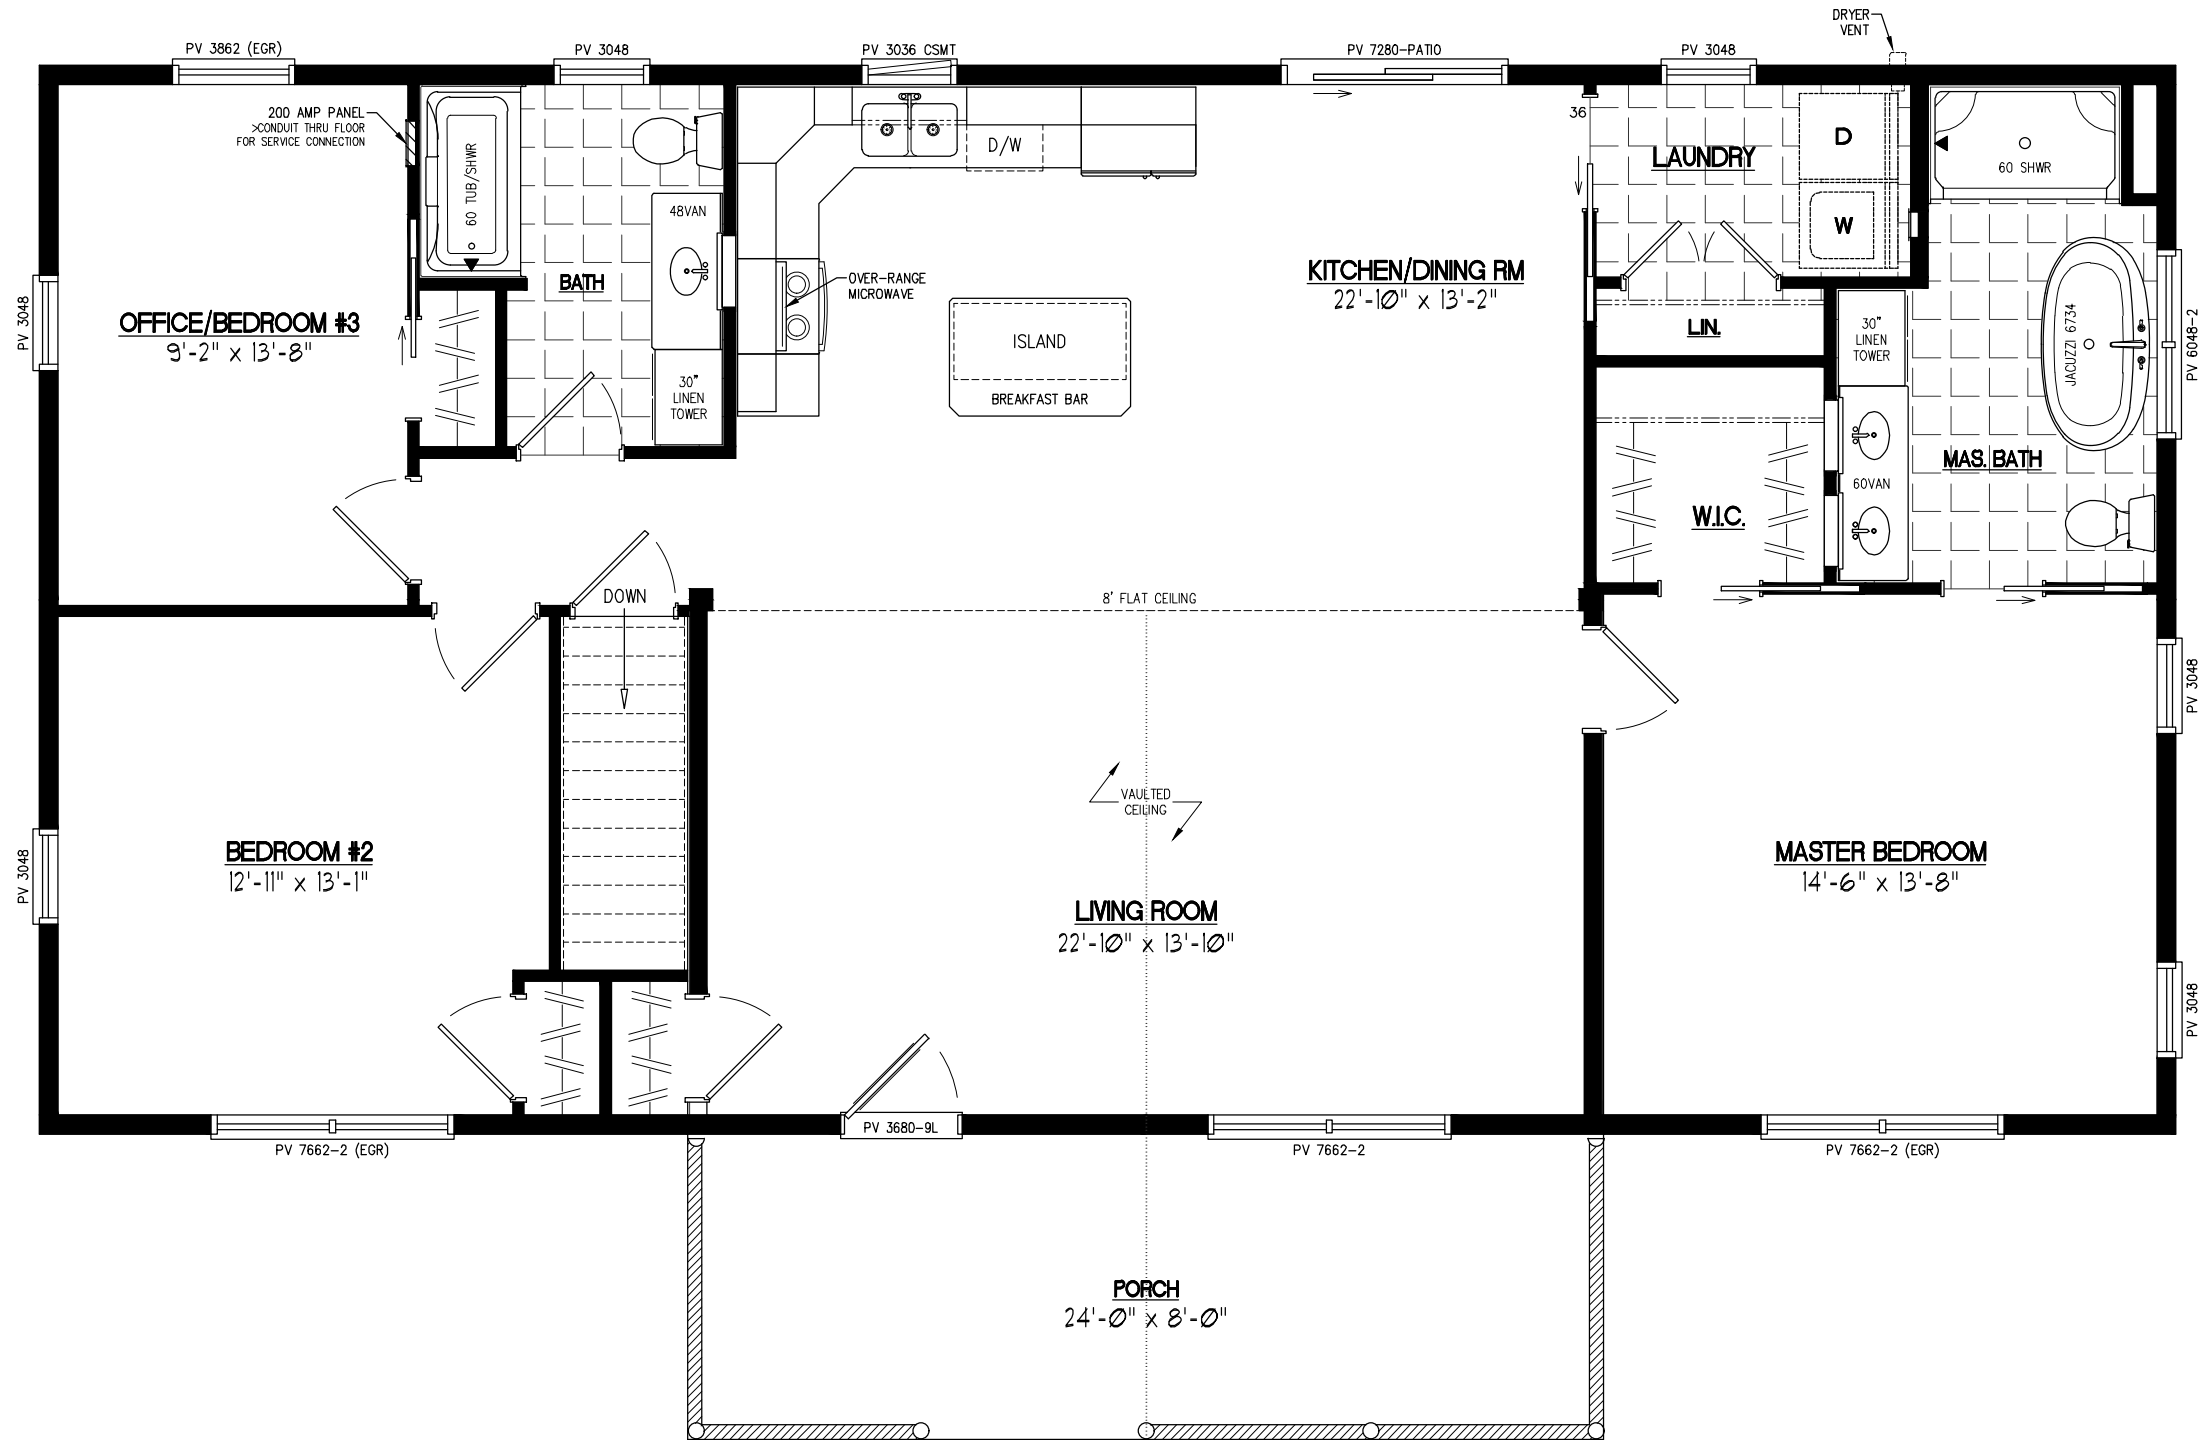 DRYER
VENT
PV 3862 (EGR)
PV 3048
PV 3036 CSMT
PV 7280-PATIO
PV 3048
200 AMP PANEL
>CONDUIT THRU FLOOR
FOR SERVICE CONNECTION
60 TUB/SHWR
48VAN
BATH
30"
LINEN
TOWER
D/W
OVER-RANGE
MICROWAVE
ISLAND
BREAKFAST BAR
KITCHEN/DINING RM
22'-10" x 13'-2"
36
LAUNDRY
D
W
LIN.
60 SHWR
30"
LINEN
TOWER
JACUZZI 6734
PV 6048-2
MAS. BATH
60VAN
W.I.C.
PV 3048
OFFICE/BEDROOM #3
9'-2" x 13'-8"
DOWN
8' FLAT CEILING
PV 3048
VAULTED
CEILING
PV 3048
BEDROOM #2
12'-11" x 13'-1"
LIVING ROOM
22'-10" x 13'-10"
MASTER BEDROOM
14'-6" x 13'-8"
PV 3048
PV 7662-2 (EGR)
PV 3680-9L
PV 7662-2
PV 7662-2 (EGR)
PORCH
24'-0" x 8'-0"